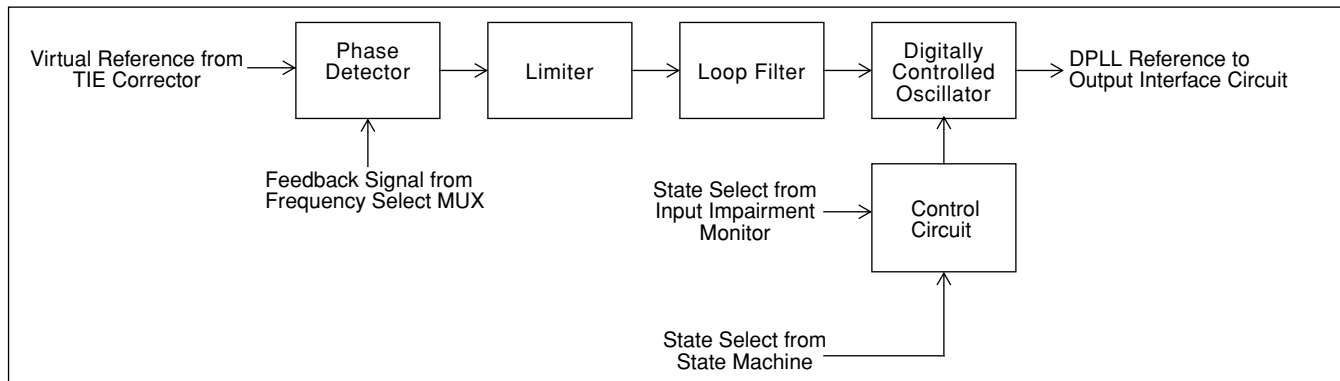 Virtual Reference from
TIE Corrector
Phase
Detector
Limiter
Loop Filter
Digitally
Controlled
Oscillator
DPLL Reference to
Output Interface Circuit
Feedback Signal from
Frequency Select MUX
State Select from
Input Impairment
Monitor
Control
Circuit
State Select from
State Machine